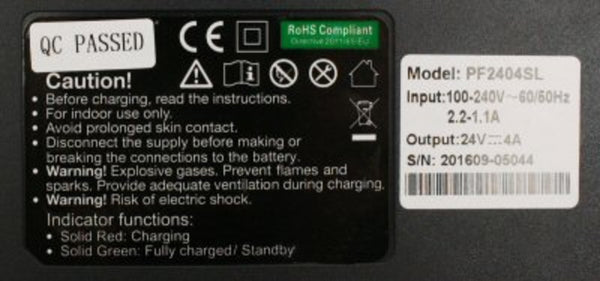 QC PASSED
CE
RoHS Compliant
Directive 2011/65/EU
Caution!
• Before charging, read the instructions.
• For indoor use only.
• Avoid prolonged skin contact.
• Disconnect the supply before making or
breaking the connections to the battery.
• Warning! Explosive gases. Prevent flames and
sparks. Provide adequate ventilation during charging.
• Warning! Risk of electric shock.
Indicator functions:
• Solid Red: Charging
• Solid Green: Fully charged/ Standby
Model: PF2404SL
Input:100-240V~60/50Hz
2.2-1.1A
Output:24V⎓4A
S/N: 201609-05044